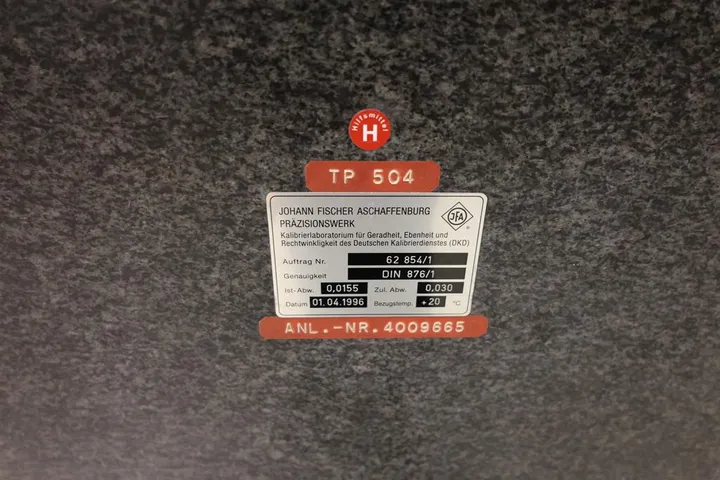 Hilfsmittel
H
TP 504
JOHANN FISCHER ASCHAFFENBURG
PRÄZISIONSWERK
JFA
®
Kalibrierlaboratorium für Geradheit, Ebenheit und
Rechtwinkligkeit des Deutschen Kalibrierdienstes (DKD)
Auftrag Nr. 62 854/1
Genauigkeit DIN 876/1
Ist-Abw. 0,0155 Zul. Abw. 0,030
Datum 01.04.1996 Bezugstemp. +20 °C
ANL.-NR.4009665